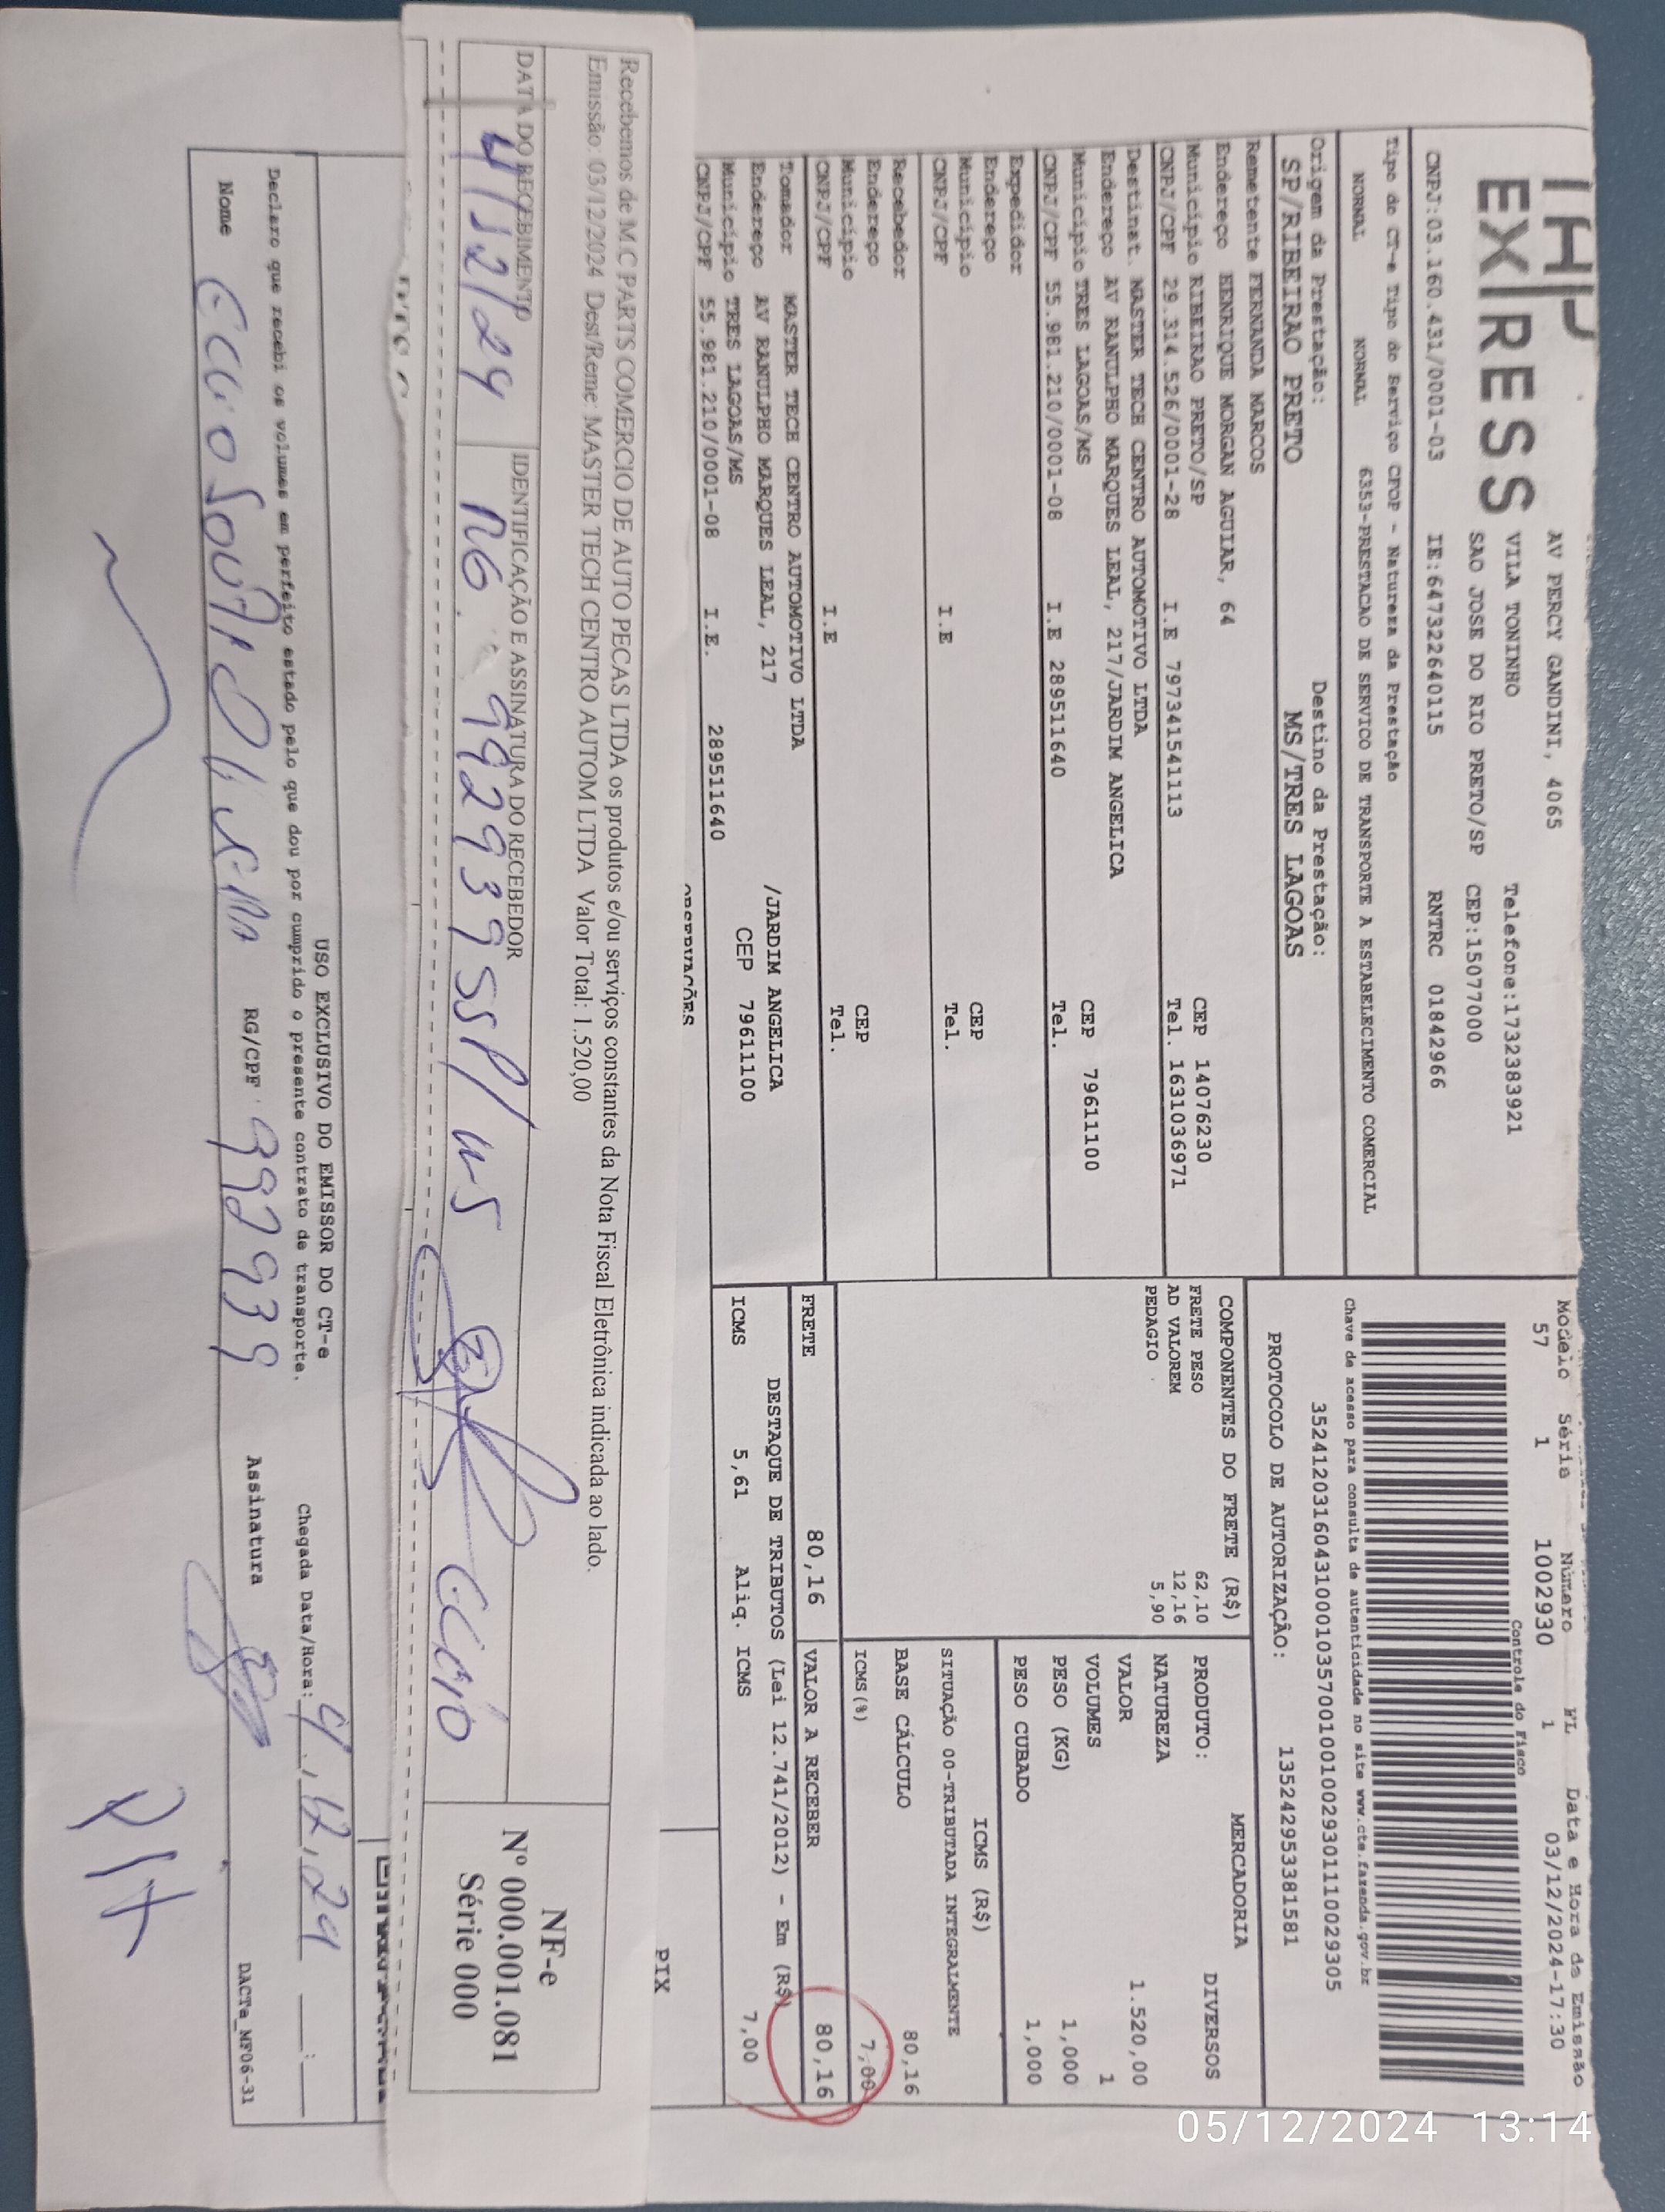 THP
EXPRESS
AV PERCY GANDINI, 4065
VILA TONINHO Telefone:1732383921
SAO JOSE DO RIO PRETO/SP CEP:15077000
CNPJ:03.160.431/0001-03 IE:647322640115 RNTRC 01842966
Modelo Série Número FL Data e Hora da Emissão
57 1 1002930 1 03/12/2024-17:30
Controle do Fisco
Tipo do CT-e Tipo do Serviço CFOP - Natureza da Prestação
NORMAL NORMAL 6353-PRESTACAO DE SERVICO DE TRANSPORTE A ESTABELECIMENTO COMERCIAL
Chave de acesso para consulta de autenticidade no site www.cte.fazenda.gov.br
35241203160431000103570010010029301110029305
Origem da Prestação: Destino da Prestação:
SP/RIBEIRAO PRETO MS/TRES LAGOAS
PROTOCOLO DE AUTORIZAÇÃO: 135242953381581
Remetente FERNANDA MARCOS
Endereço HENRIQUE MORGAN AGUIAR, 64
Município RIBEIRAO PRETO/SP CEP 14076230
CNPJ/CPF 29.314.526/0001-28 I.E 797341541113 Tel. 1631036971
Destinat. MASTER TECH CENTRO AUTOMOTIVO LTDA
Endereço AV RANULPHO MARQUES LEAL, 217/JARDIM ANGELICA
Município TRES LAGOAS/MS CEP 79611100
CNPJ/CPF 55.981.210/0001-08 I.E 289511640 Tel.
Expedidor
Endereço
Município CEP
CNPJ/CPF I.E Tel.
Recebedor
Endereço
Município CEP
CNPJ/CPF I.E Tel.
Tomador MASTER TECH CENTRO AUTOMOTIVO LTDA
Endereço AV RANULPHO MARQUES LEAL, 217 /JARDIM ANGELICA
Município TRES LAGOAS/MS CEP 79611100
CNPJ/CPF 55.981.210/0001-08 I.E. 289511640
OBSERVAÇÕES
COMPONENTES DO FRETE (R$)
FRETE PESO 62,10
AD VALOREM 12,16
PEDAGIO 5,90
MERCADORIA
PRODUTO: DIVERSOS
NATUREZA
VALOR 1.520,00
VOLUMES 1
PESO (KG) 1,000
PESO CUBADO 1,000
ICMS (R$)
SITUAÇÃO 00-TRIBUTADA INTEGRALMENTE
BASE CÁLCULO 80,16
ICMS(%) 7,00
FRETE 80,16 VALOR A RECEBER 80,16
DESTAQUE DE TRIBUTOS (Lei 12.741/2012) - Em (R$)
ICMS 5,61 Aliq. ICMS 7,00
PIX
Recebemos de M C PARTS COMERCIO DE AUTO PECAS LTDA os produtos e/ou serviços constantes da Nota Fiscal Eletrônica indicada ao lado.
Emissão: 03/12/2024 Dest/Reme: MASTER TECH CENTRO AUTOM LTDA Valor Total: 1.520,00
DATA DO RECEBIMENTO IDENTIFICAÇÃO E ASSINATURA DO RECEBEDOR
4/12/24 RG. 992939 SSP/MS
NF-e
Nº 000.001.081
Série 000
USO EXCLUSIVO DO EMISSOR DO CT-e
Declaro que recebi os volumes em perfeito estado pelo que dou por cumprido o presente contrato de transporte. Chegada Data/Hora: 4.12.24 :
Nome RG/CPF 992939 Assinatura
DACTe_MF06-31
05/12/2024 13:14